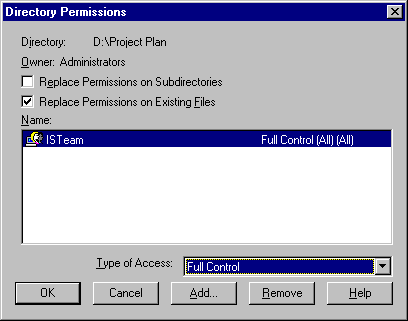 Directory Permissions
Directory: D:\Project Plan
Owner: Administrators
Replace Permissions on Subdirectories
Replace Permissions on Existing Files
Name:
ISTeam Full Control (All) (All)
Type of Access: Full Control
OK Cancel Add... Remove Help